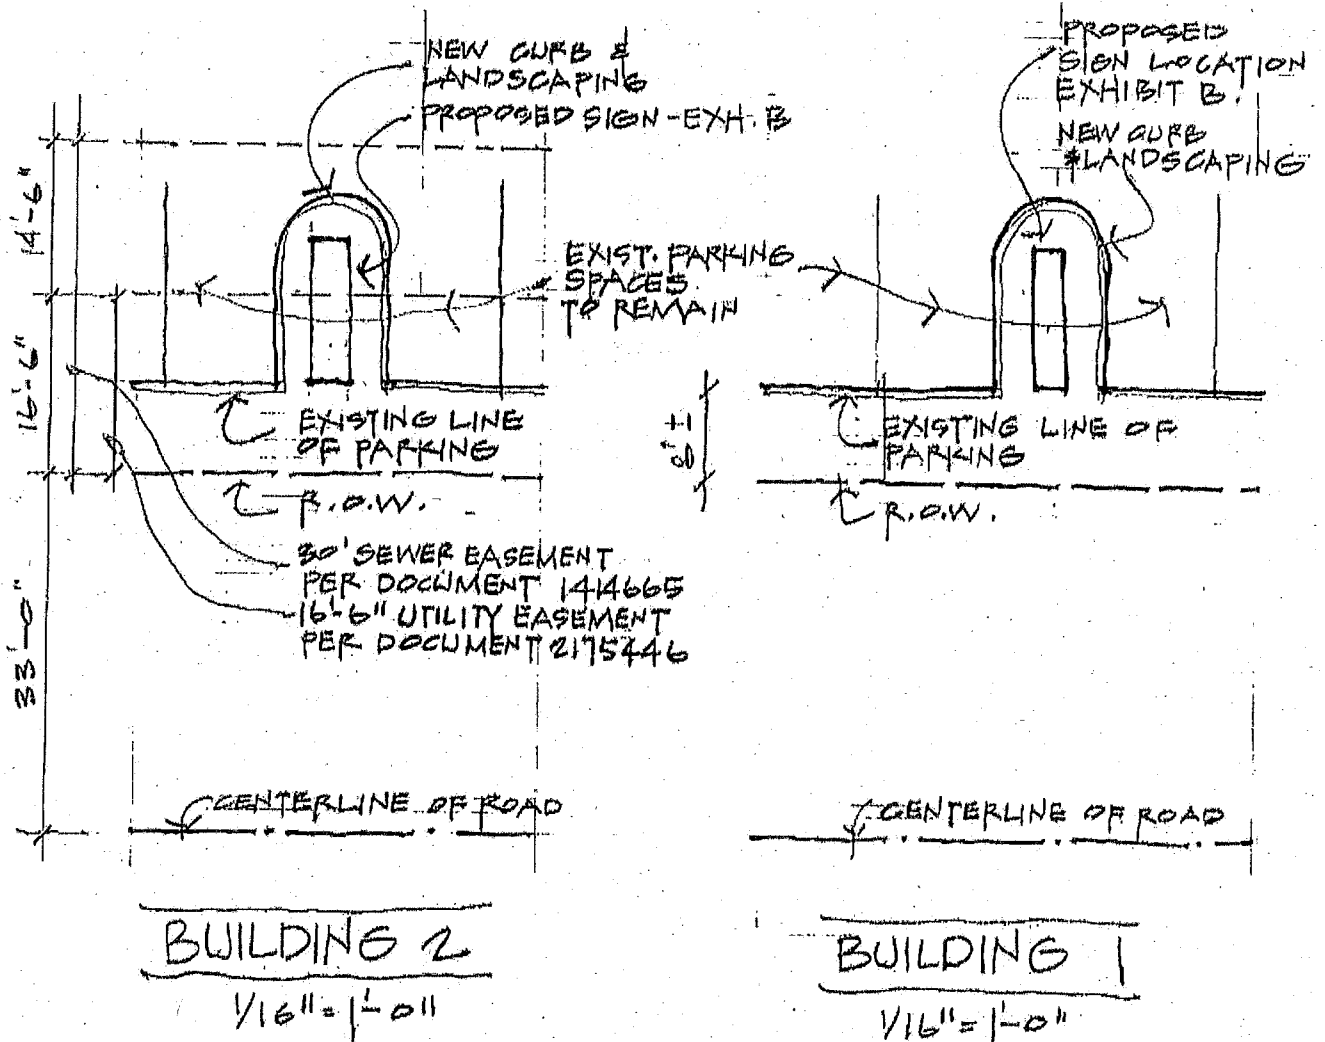 NEW CURB &
LANDSCAPING
PROPOSED SIGN - EXH. B
PROPOSED
SIGN LOCATION
EXHIBIT B.
NEW CURB
& LANDSCAPING
14'-6"
16'-6"
33'-0"
EXIST. PARKING
SPACES
TO REMAIN
EXISTING LINE
OF PARKING
R.O.W.
30' SEWER EASEMENT
PER DOCUMENT 1414665
16'-6" UTILITY EASEMENT
PER DOCUMENT 2175446
EXISTING LINE OF
PARKING
R.O.W.
CENTERLINE OF ROAD
CENTERLINE OF ROAD
BUILDING 2
1/16" = 1'-0"
BUILDING 1
1/16" = 1'-0"